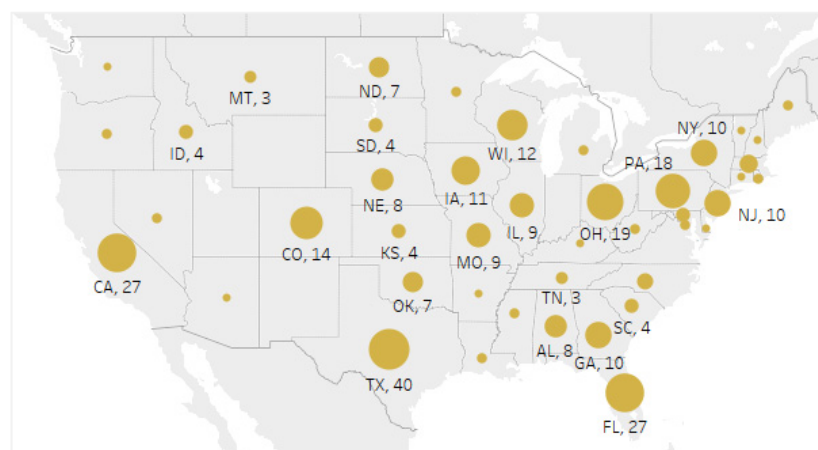 MT, 3
ND, 7
ID, 4
SD, 4
WI, 12
NY, 10
PA, 18
NJ, 10
NE, 8
IA, 11
IL, 9
OH, 19
CO, 14
KS, 4
MO, 9
CA, 27
OK, 7
TN, 3
SC, 4
AL, 8
GA, 10
TX, 40
FL, 27